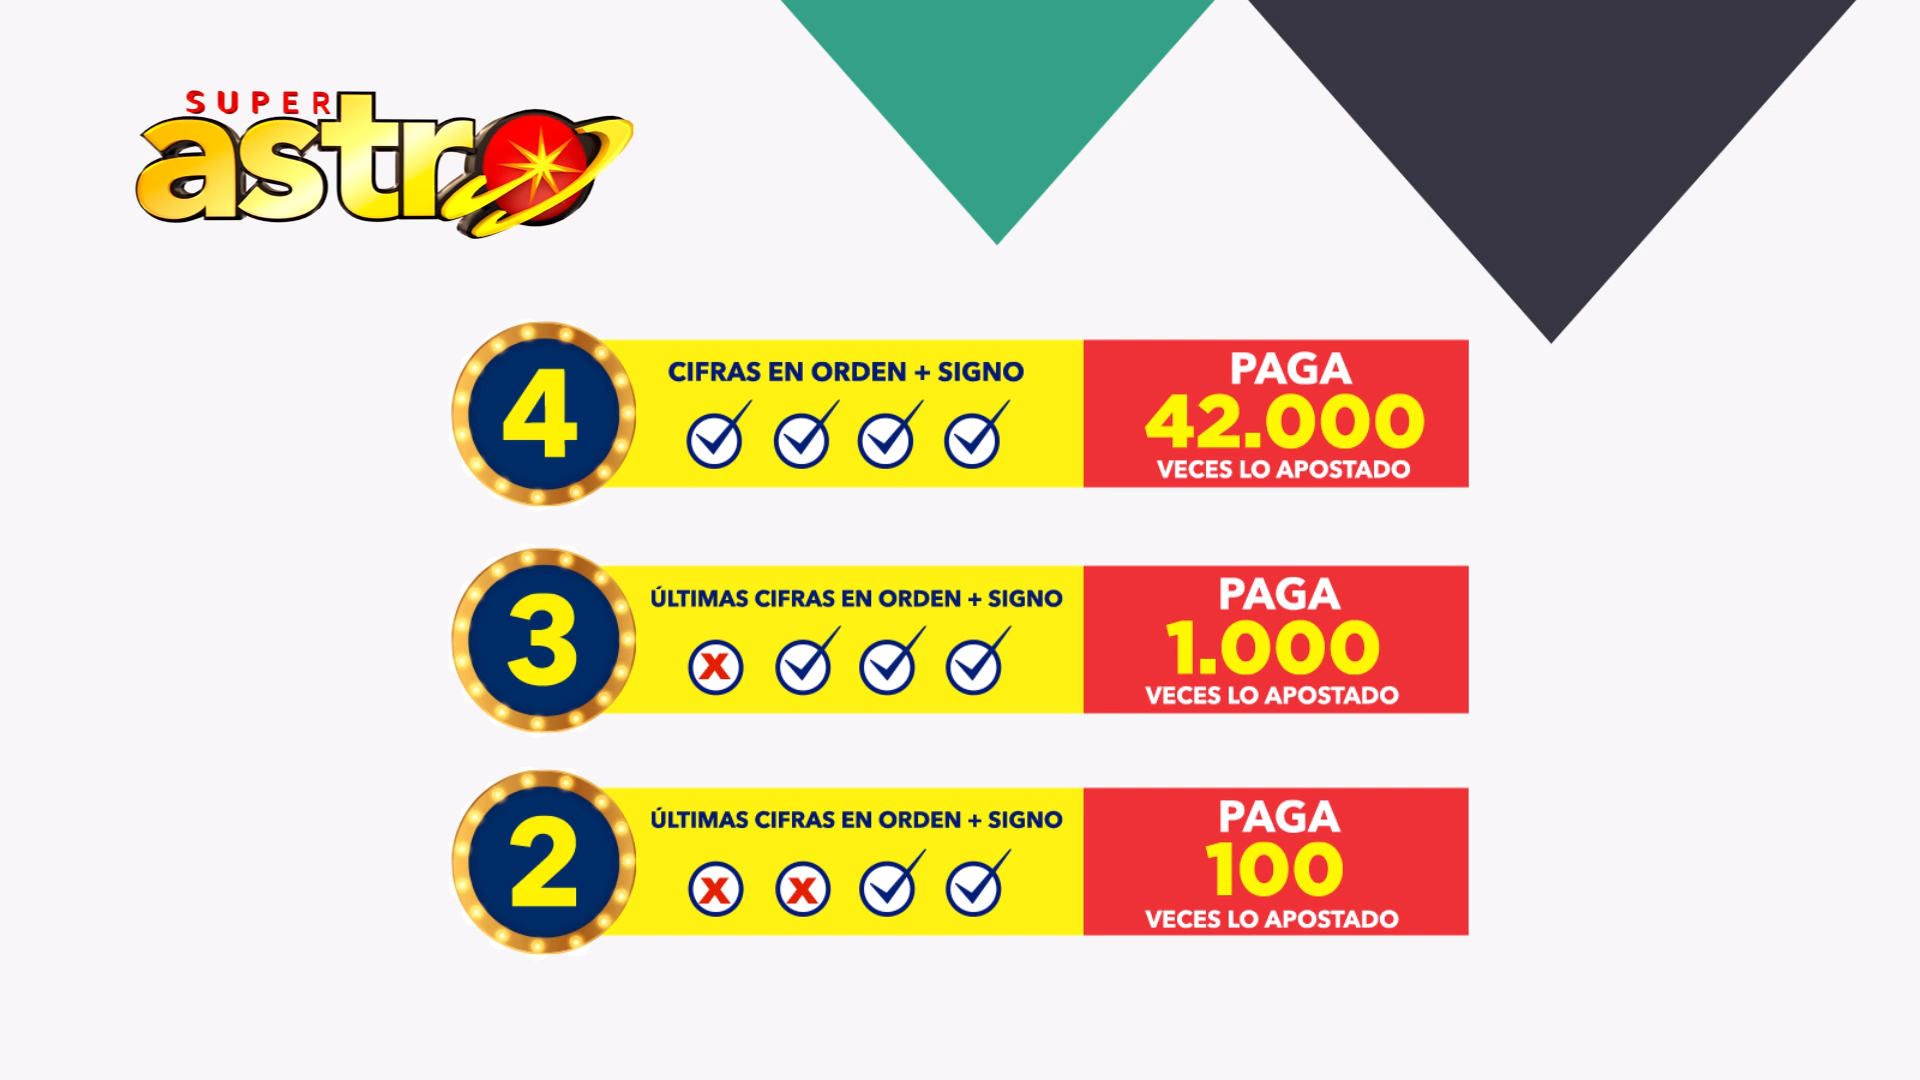 SUPER
astro
4
CIFRAS EN ORDEN + SIGNO
PAGA
42.000
VECES LO APOSTADO
3
ÚLTIMAS CIFRAS EN ORDEN + SIGNO
X
PAGA
1.000
VECES LO APOSTADO
2
ÚLTIMAS CIFRAS EN ORDEN + SIGNO
X X
PAGA
100
VECES LO APOSTADO